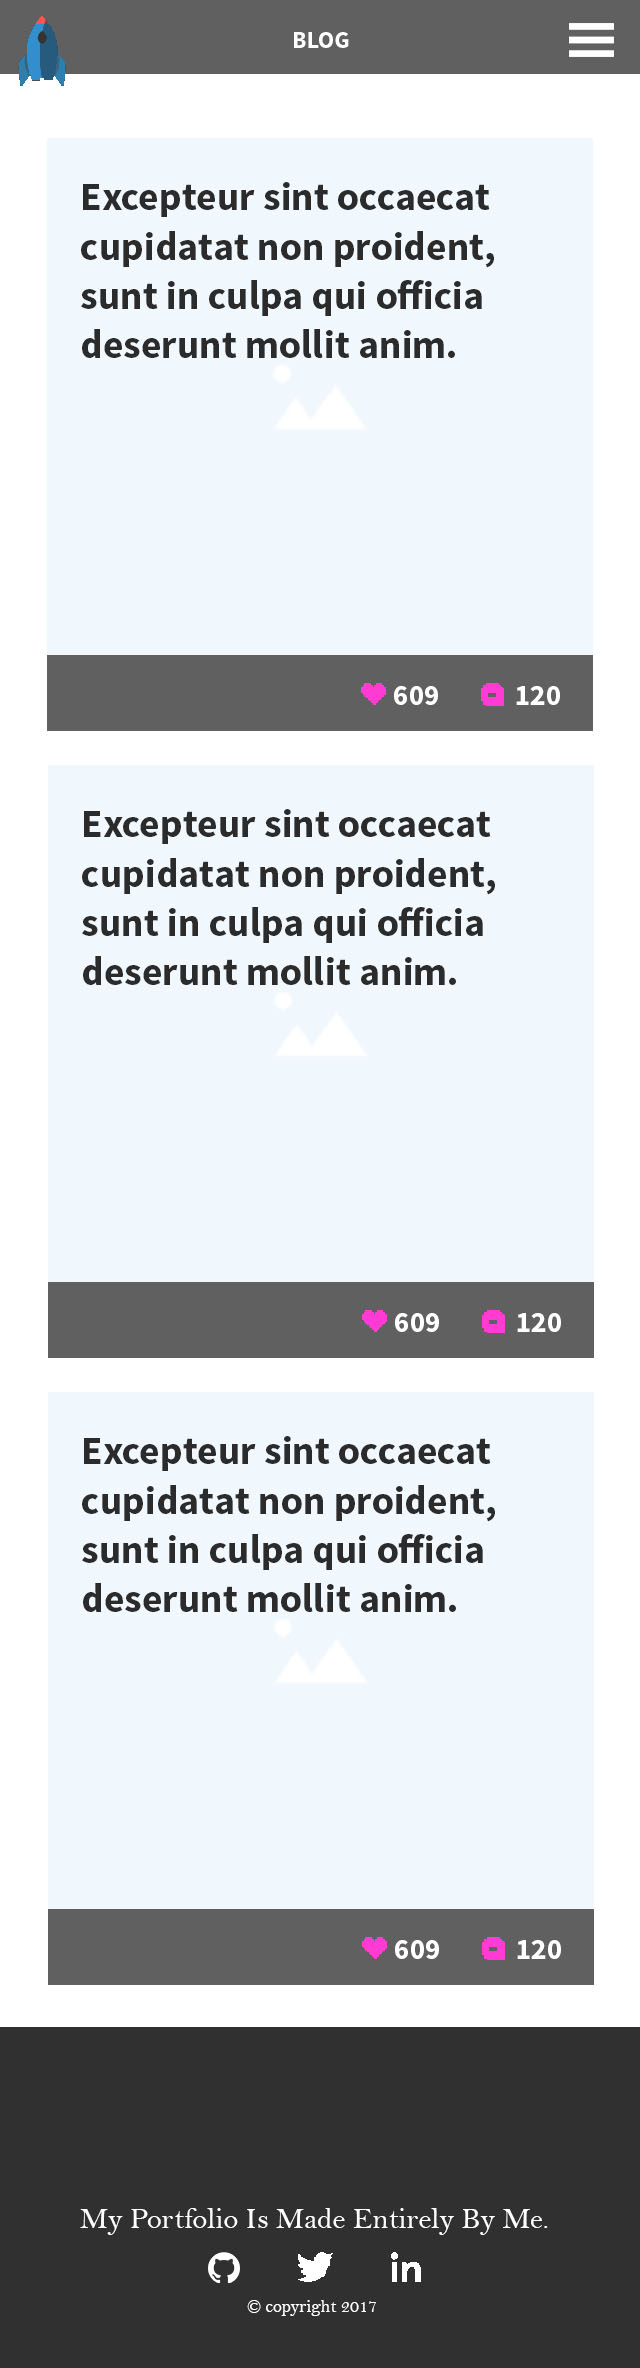 BLOG
Excepteur sint occaecat
cupidatat non proident,
sunt in culpa qui officia
deserunt mollit anim.
609 120
Excepteur sint occaecat
cupidatat non proident,
sunt in culpa qui officia
deserunt mollit anim.
609 120
Excepteur sint occaecat
cupidatat non proident,
sunt in culpa qui officia
deserunt mollit anim.
609 120
My Portfolio Is Made Entirely By Me.
in
© copyright 2017